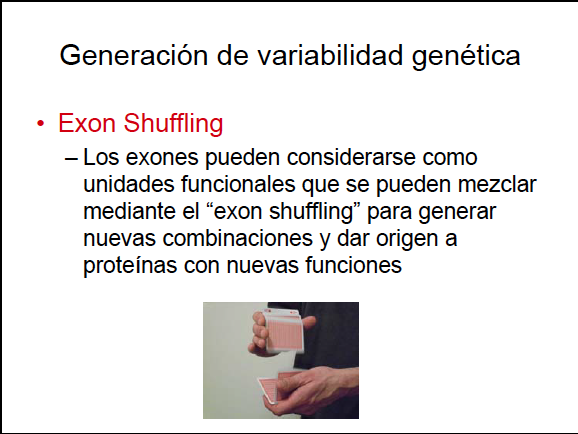 Generación de variabilidad genética
• Exon Shuffling
– Los exones pueden considerarse como
unidades funcionales que se pueden mezclar
mediante el “exon shuffling” para generar
nuevas combinaciones y dar origen a
proteínas con nuevas funciones